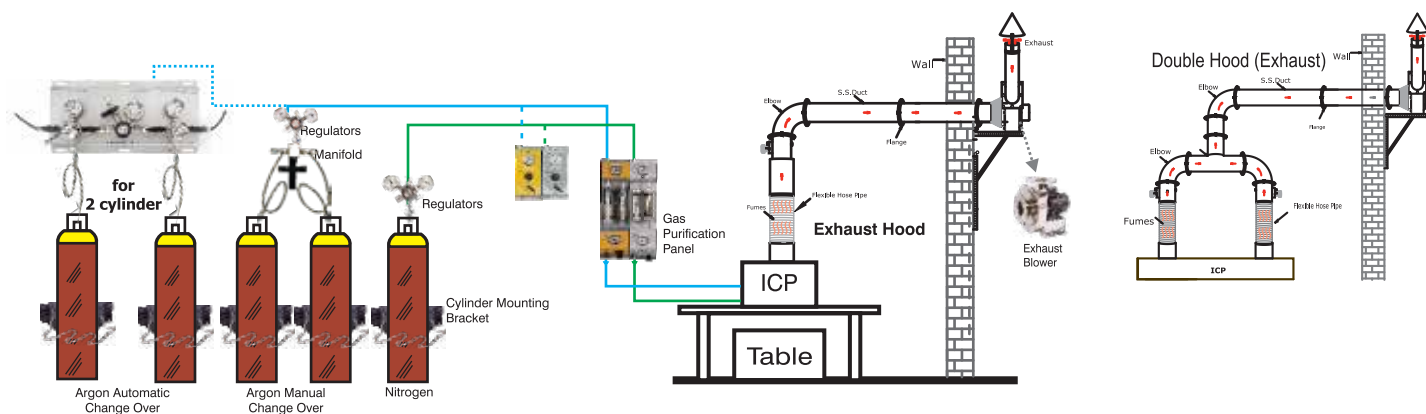 for
2 cylinder
Regulators
Manifold
Regulators
Cylinder Mounting
Bracket
Argon Automatic
Change Over
Argon Manual
Change Over
Nitrogen
Gas
Purification
Panel
Elbow
S.S.Duct
Flange
Wall
Exhaust
Fumes
Flexible Hose Pipe
Exhaust Hood
Exhaust
Blower
ICP
Table
Double Hood (Exhaust)
Wall
Elbow
S.S.Duct
Flange
Elbow
Fumes
Flexible Hose Pipe
ICP